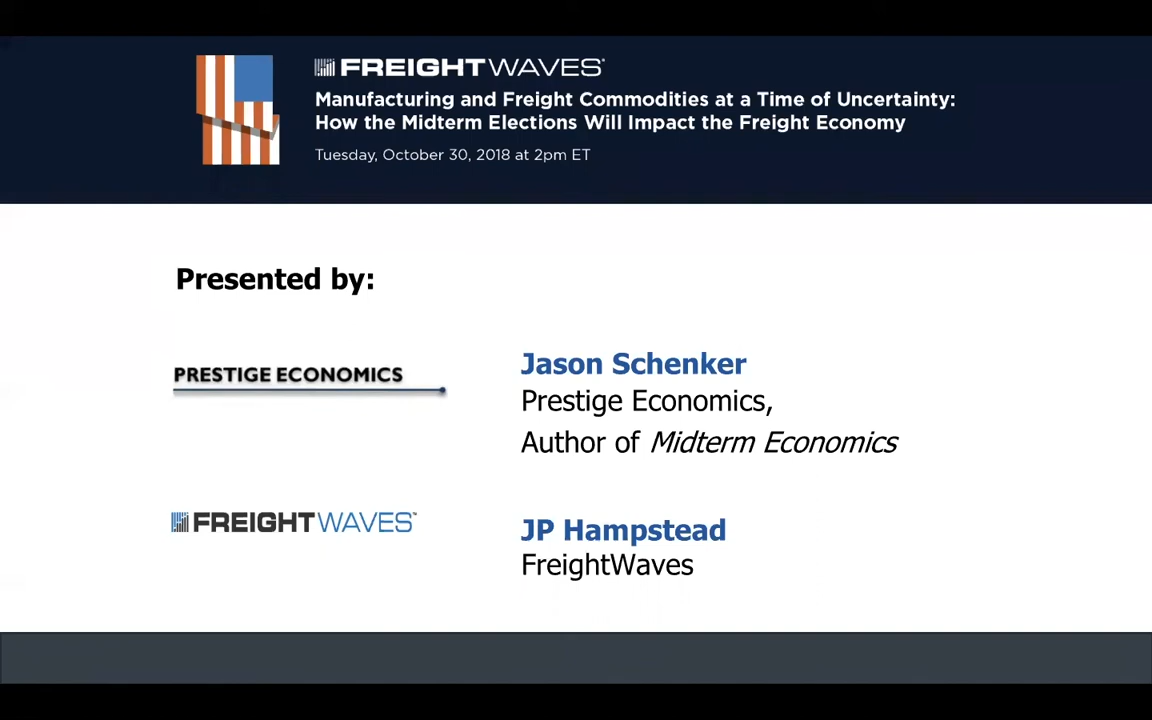 FREIGHTWAVES
Manufacturing and Freight Commodities at a Time of Uncertainty:
How the Midterm Elections Will Impact the Freight Economy
Tuesday, October 30, 2018 at 2pm ET
Presented by:
PRESTIGE ECONOMICS
Jason Schenker
Prestige Economics,
Author of Midterm Economics
FREIGHTWAVES™
JP Hampstead
FreightWaves